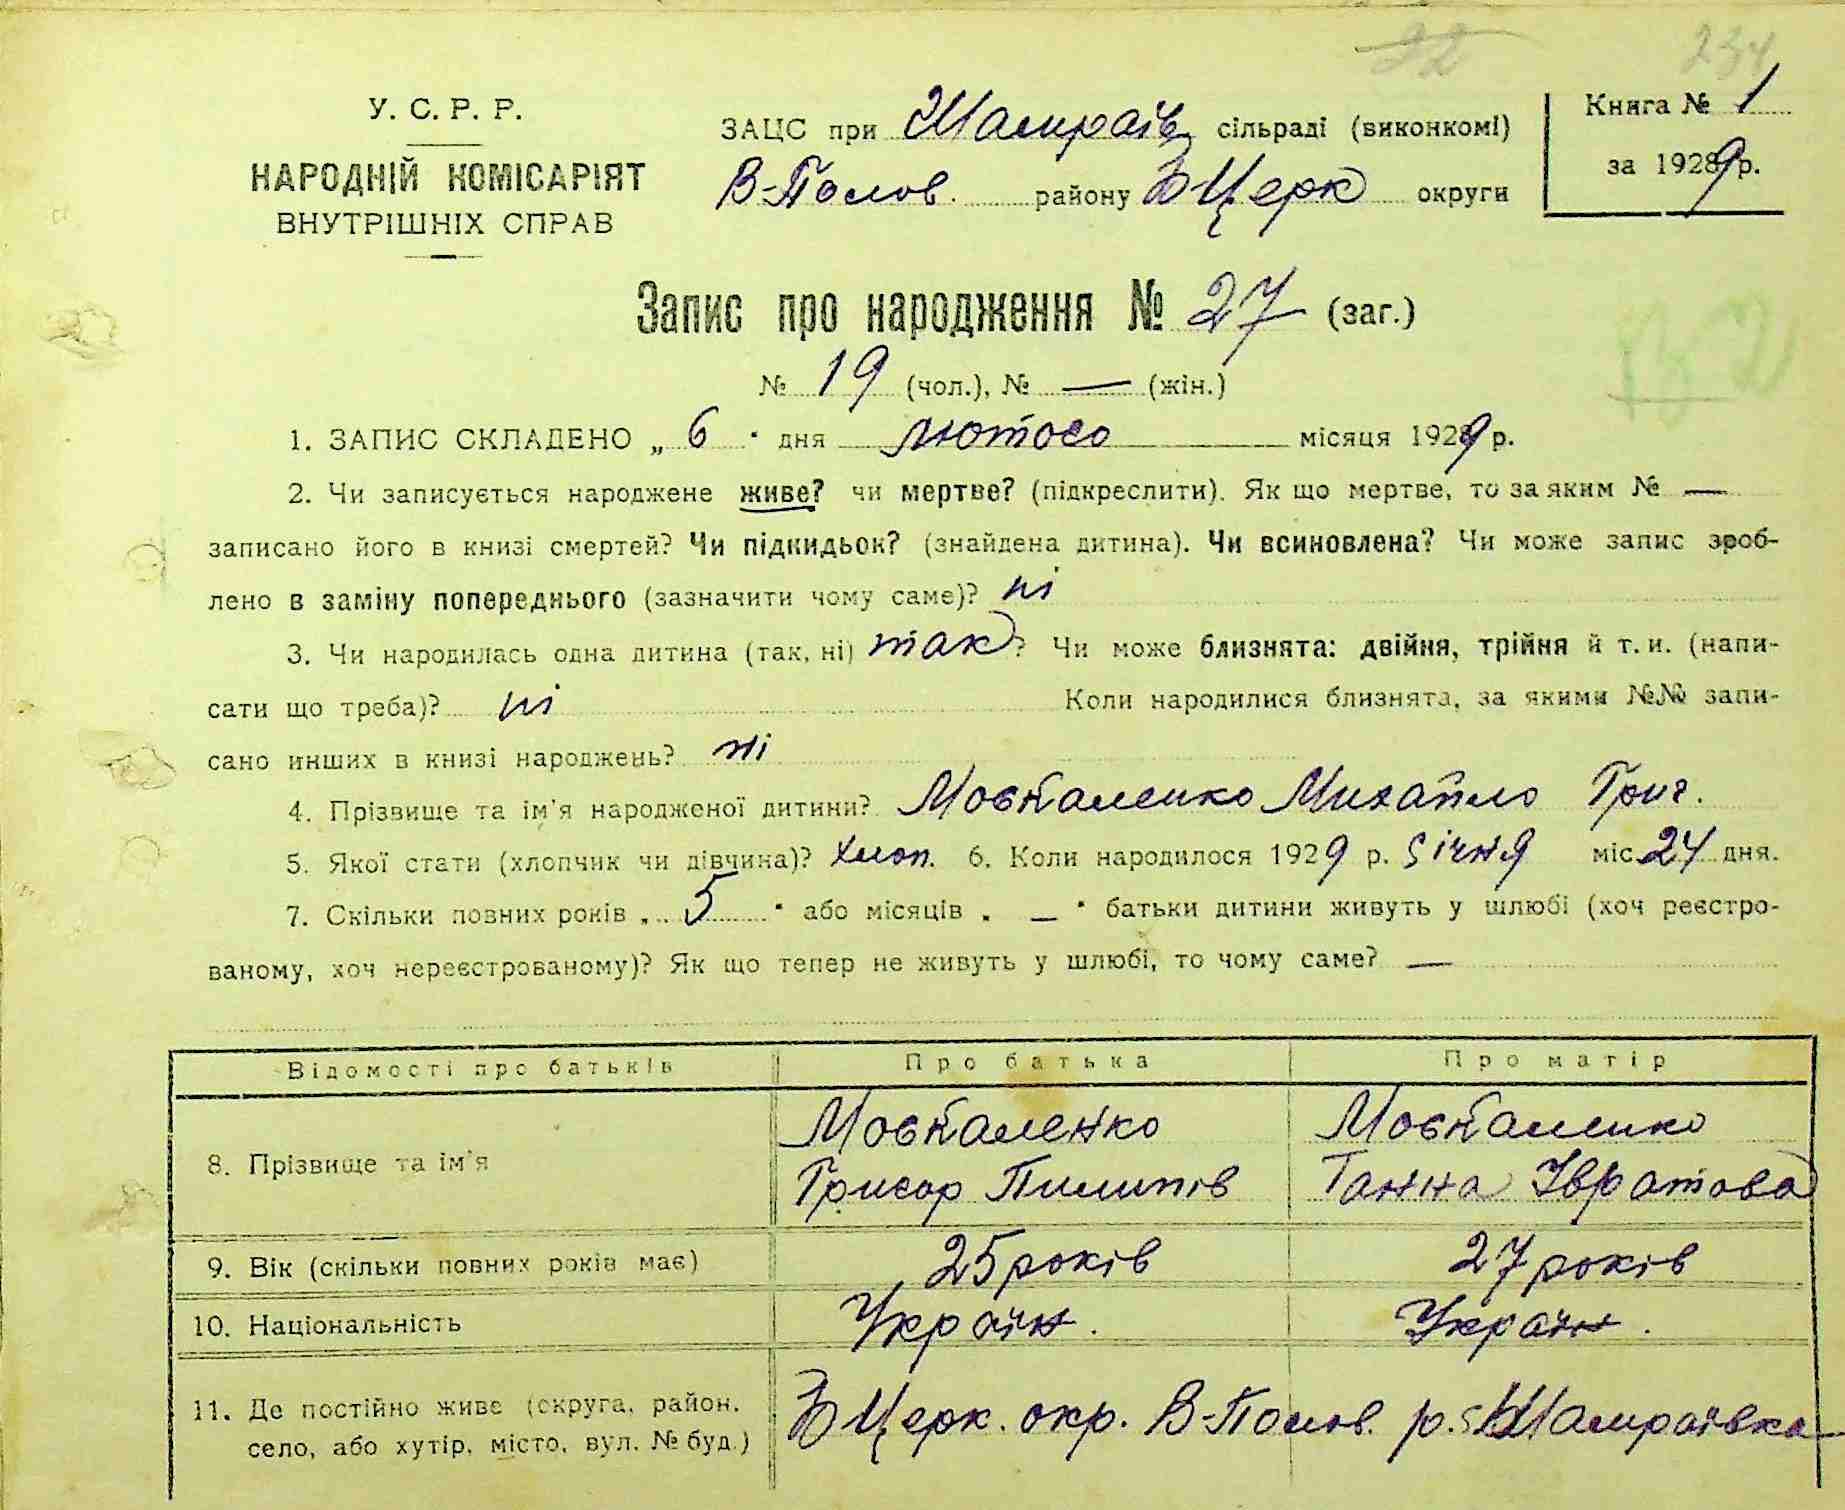 22 234
У. С. Р. Р.
НАРОДНІЙ КОМІСАРІЯТ
ВНУТРІШНІХ СПРАВ
ЗАЦС при Шамраїв сільраді (виконкомі)
В-Полов. району БЦерк округи
Книга № 1
за 1929 р.
Запис про народження № 27 (заг.)
№ 19 (чол.), № — (жін.)
1. ЗАПИС СКЛАДЕНО „ 6 " дня лютого місяця 1929 р.
2. Чи записується народжене живе? чи мертве? (підкреслити). Як що мертве, то за яким № —
записано його в книзі смертей? Чи підкидьок? (знайдена дитина). Чи всиновлена? Чи може запис зроб-
лено в заміну попереднього (зазначити чому саме)? ні
3. Чи народилась одна дитина (так, ні) так? Чи може близнята: двійня, трійня й т. и. (напи-
сати що треба)? ні Коли народилися близнята, за якими №№ запи-
сано инших в книзі народжень? ні
4. Прізвище та ім'я народженої дитини? Мовкаленко Михайло Григ.
5. Якої стати (хлопчик чи дівчина)? хлоп. 6. Коли народилося 1929 р. січня міс. 24 дня.
7. Скільки повних років „ 5 " або місяців „ — " батьки дитини живуть у шлюбі (хоч реєстро-
ваному, хоч нереєстрованому)? Як що тепер не живуть у шлюбі, то чому саме? —
Відомості про батьків Про батька Про матір
8. Прізвище та ім'я
Мовкаленко
Григор Пилипів
Мовкаленко
Ганна
9. Вік (скільки повних років має) 25 років 27 років
10. Національність Україн. Україн.
11. Де постійно живе (округа, район,
село, або хутір, місто, вул. № буд.)
БЦерк. окр. В-Полов. р. с Шамраївка